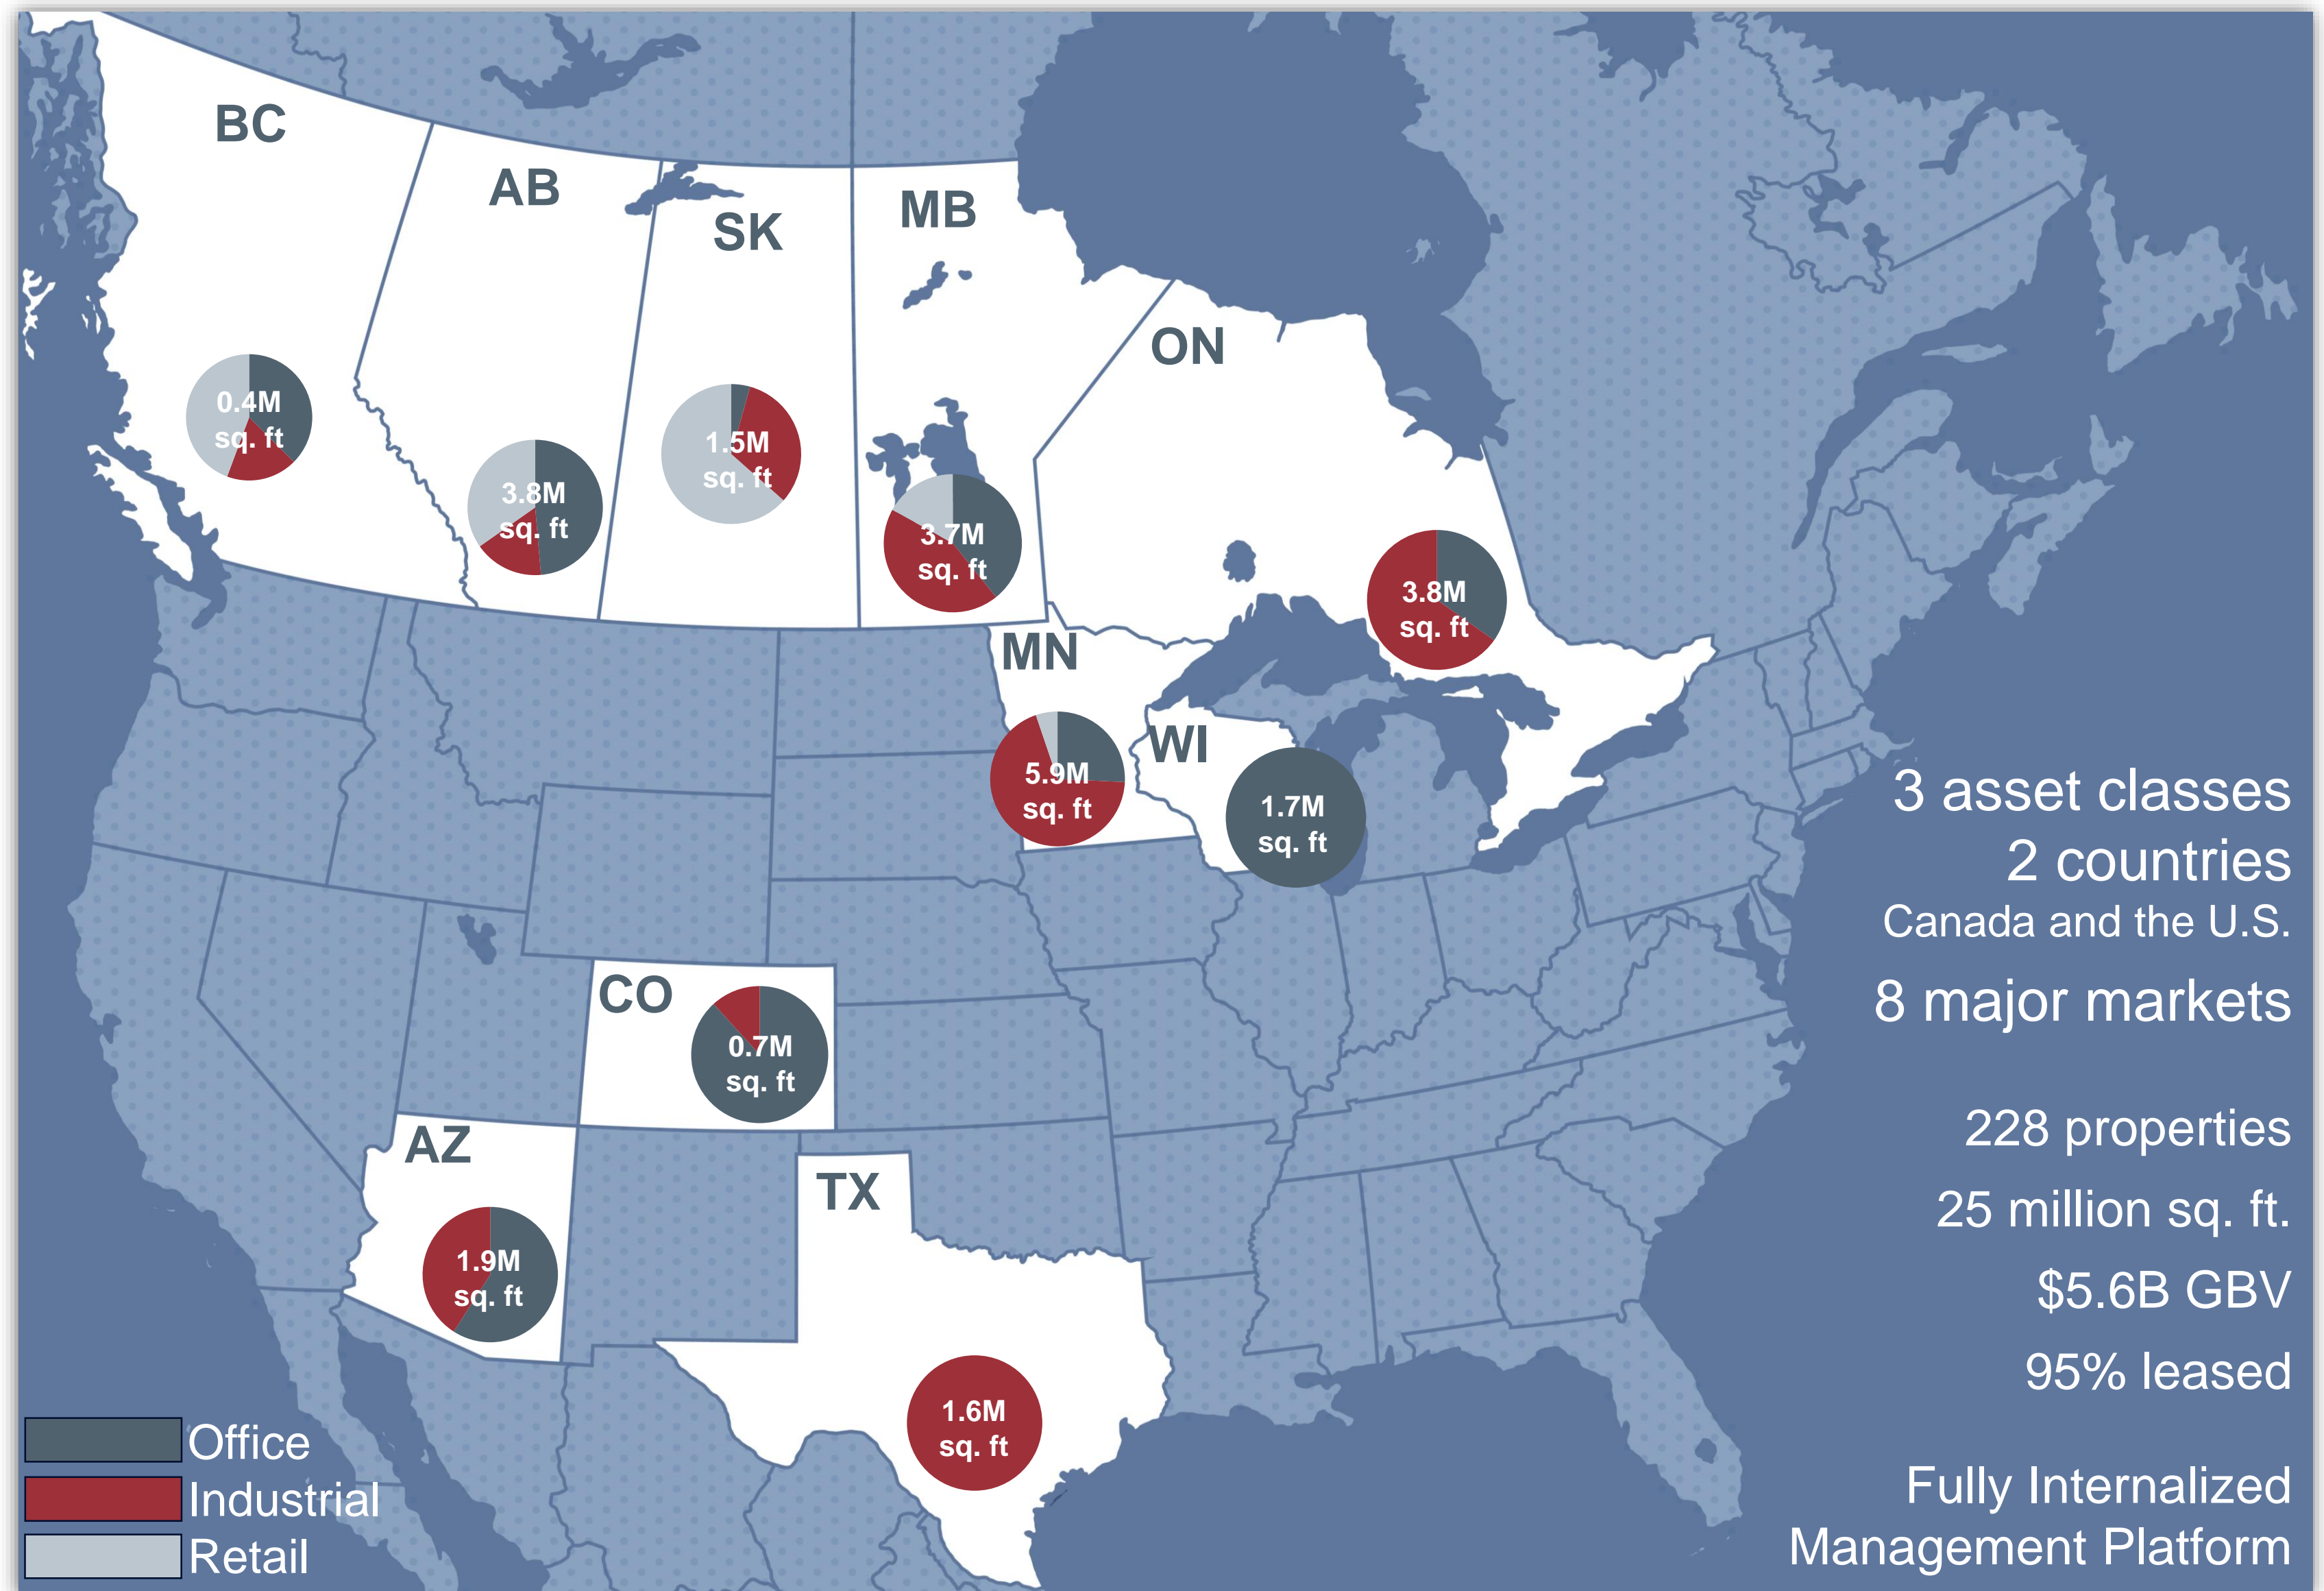 BC
AB
SK
MB
ON
0.4M
sq. ft
3.8M
sq. ft
1.5M
sq. ft
3.7M
sq. ft
3.8M
sq. ft
MN
5.9M
sq. ft
WI
1.7M
sq. ft
CO
0.7M
sq. ft
AZ
1.9M
sq. ft
TX
1.6M
sq. ft
3 asset classes
2 countries
Canada and the U.S.
8 major markets
228 properties
25 million sq. ft.
$5.6B GBV
95% leased
Fully Internalized
Management Platform
Office
Industrial
Retail